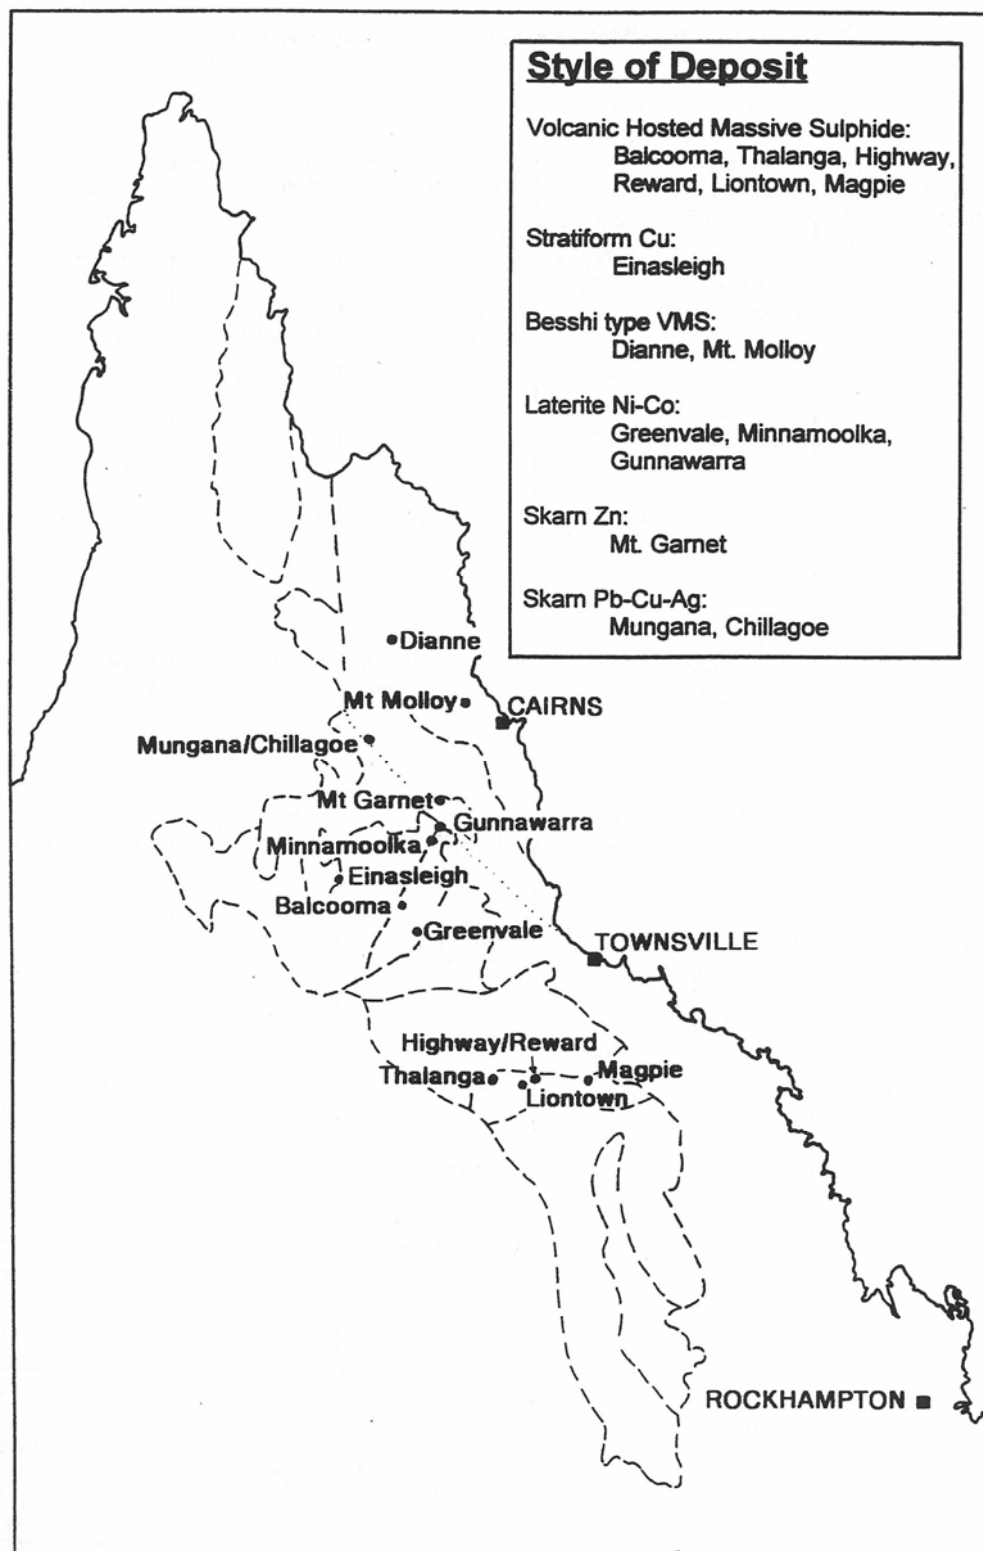 Style of Deposit
Volcanic Hosted Massive Sulphide:
Balcooma, Thalanga, Highway,
Reward, Liontown, Magpie
Stratiform Cu:
Einasleigh
Besshi type VMS:
Dianne, Mt. Molloy
Laterite Ni-Co:
Greenvale, Minnamoolka,
Gunnawarra
Skarn Zn:
Mt. Garnet
Skarn Pb-Cu-Ag:
Mungana, Chillagoe
Dianne
Mt Molloy
CAIRNS
Mungana/Chillagoe
Mt Garnet
Gunnawarra
Minnamoolka
Einasleigh
Balcooma
Greenvale
TOWNSVILLE
Highway/Reward
Thalanga
Magpie
Liontown
ROCKHAMPTON